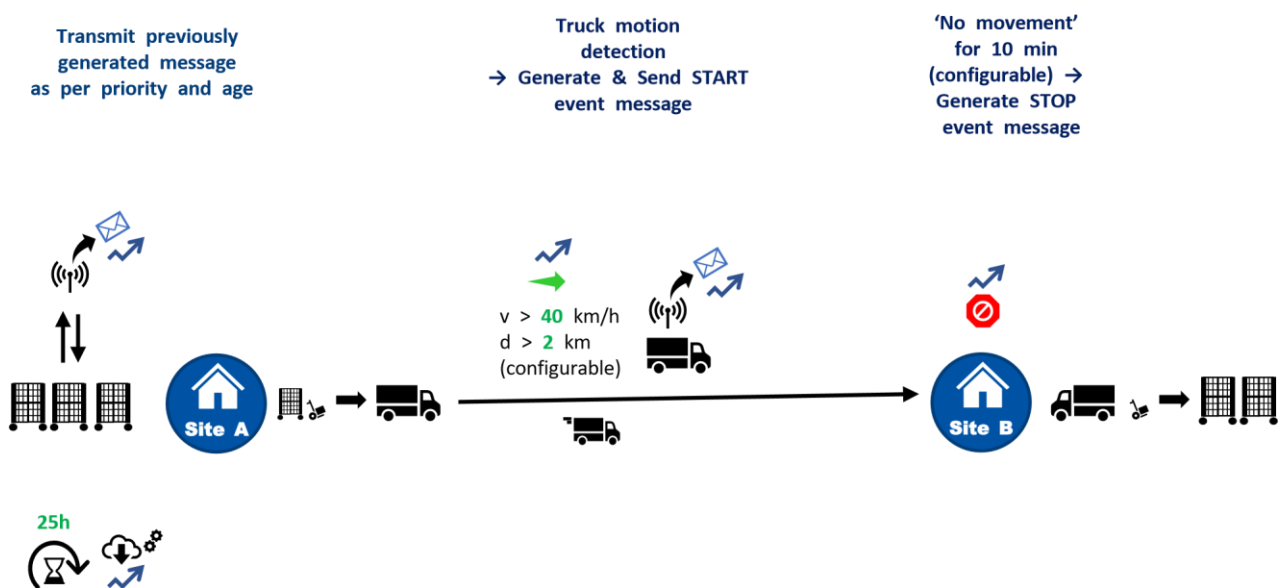 Transmit previously
generated message
as per priority and age
Truck motion
detection
→ Generate & Send START
event message
‘No movement’
for 10 min
(configurable) →
Generate STOP
event message
v > 40 km/h
d > 2 km
(configurable)
Site A
Site B
25h